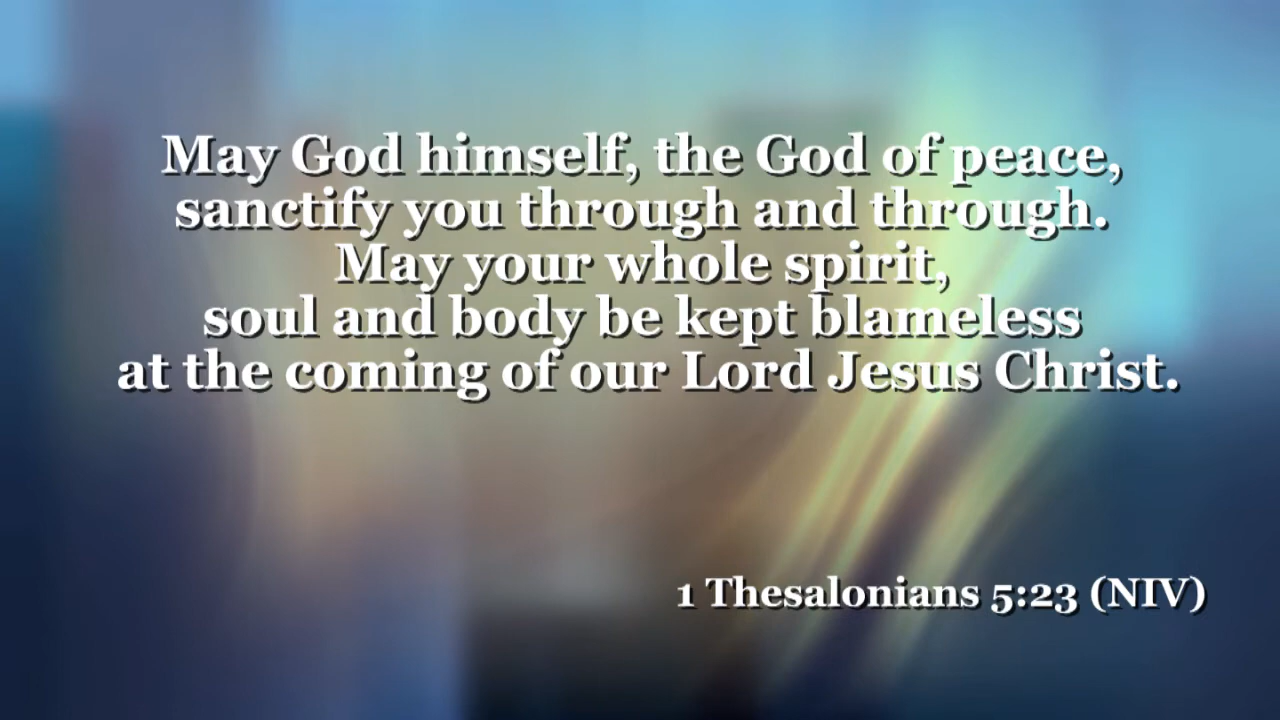 May God himself, the God of peace,
sanctify you through and through.
May your whole spirit,
soul and body be kept blameless
at the coming of our Lord Jesus Christ.
1 Thesalonians 5:23 (NIV)